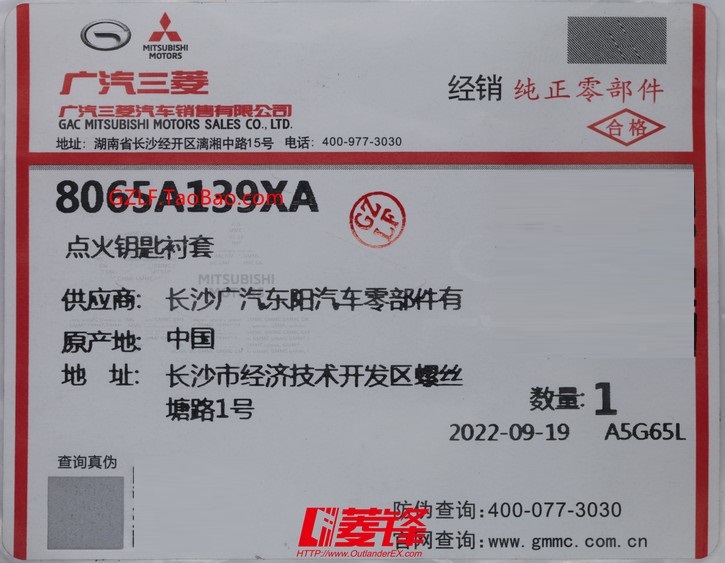 MITSUBISHI
MOTORS
广汽三菱
广汽三菱汽车销售有限公司
GAC MITSUBISHI MOTORS SALES CO., LTD.
地址：湖南省长沙经开区漓湘中路15号 电话：400-977-3030
经销 纯正零部件
合格
8065A139XA
GZLF.TaoBao.com
GZ
LF
点火钥匙衬套
MITSUBISHI
供应商: 长沙广汽东阳汽车零部件有
原产地: 中国
地 址: 长沙市经济技术开发区螺丝
塘路1号
数量: 1
2022-09-19 A5G65L
查询真伪
防伪查询:400-077-3030
官网查询:www.gmmc.com.cn
菱锋
HTTP://www.OutlanderEX.com